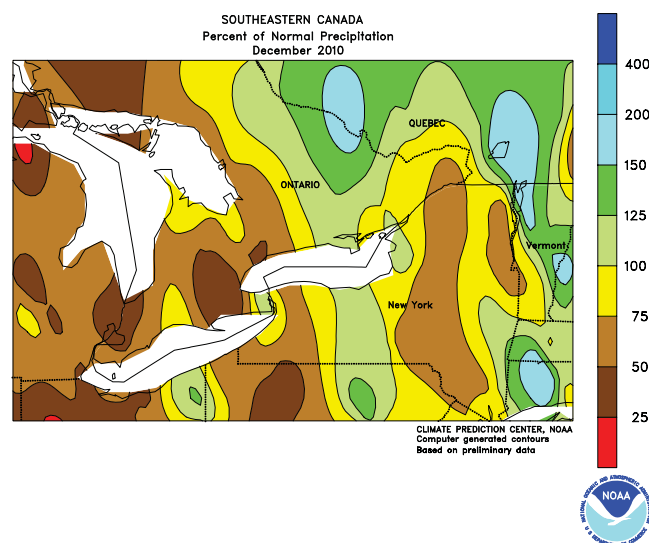 SOUTHEASTERN CANADA
Percent of Normal Precipitation
December 2010
400
200
150
125
100
75
50
25
QUEBEC
ONTARIO
Vermont
New York
CLIMATE PREDICTION CENTER, NOAA
Computer generated contours
Based on preliminary data
NOAA